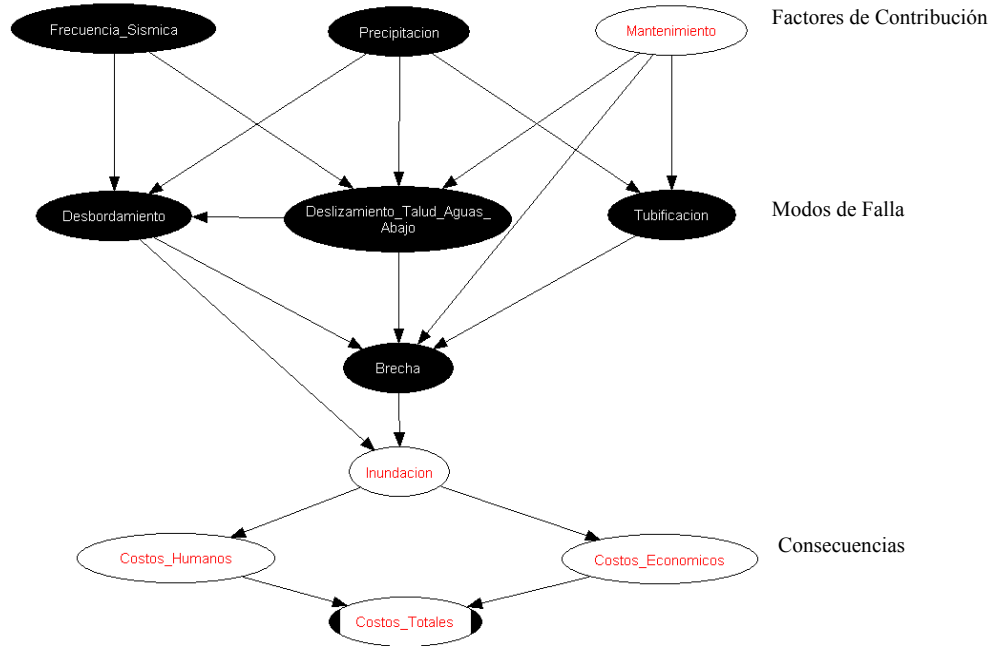 Frecuencia_Sismica
Precipitacion
Mantenimiento
Factores de Contribución
Desbordamiento
Deslizamiento_Talud_Aguas_
Abajo
Tubificacion
Modos de Falla
Brecha
Inundacion
Costos_Humanos
Costos_Economicos
Consecuencias
Costos_Totales